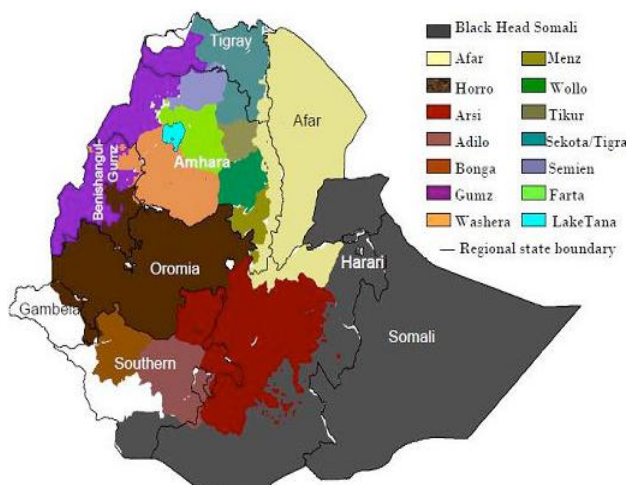 Black Head Somali
Afar
Menz
Horro
Wollo
Arsi
Tikur
Adilo
Sekota/Tigra
Bonga
Semien
Gumz
Farta
Washera
LakeTana
Regional state boundary
Tigray
Afar
Amhara
Benishangul-
Gumz
Oromia
Harari
Gambela
Somali
Southern